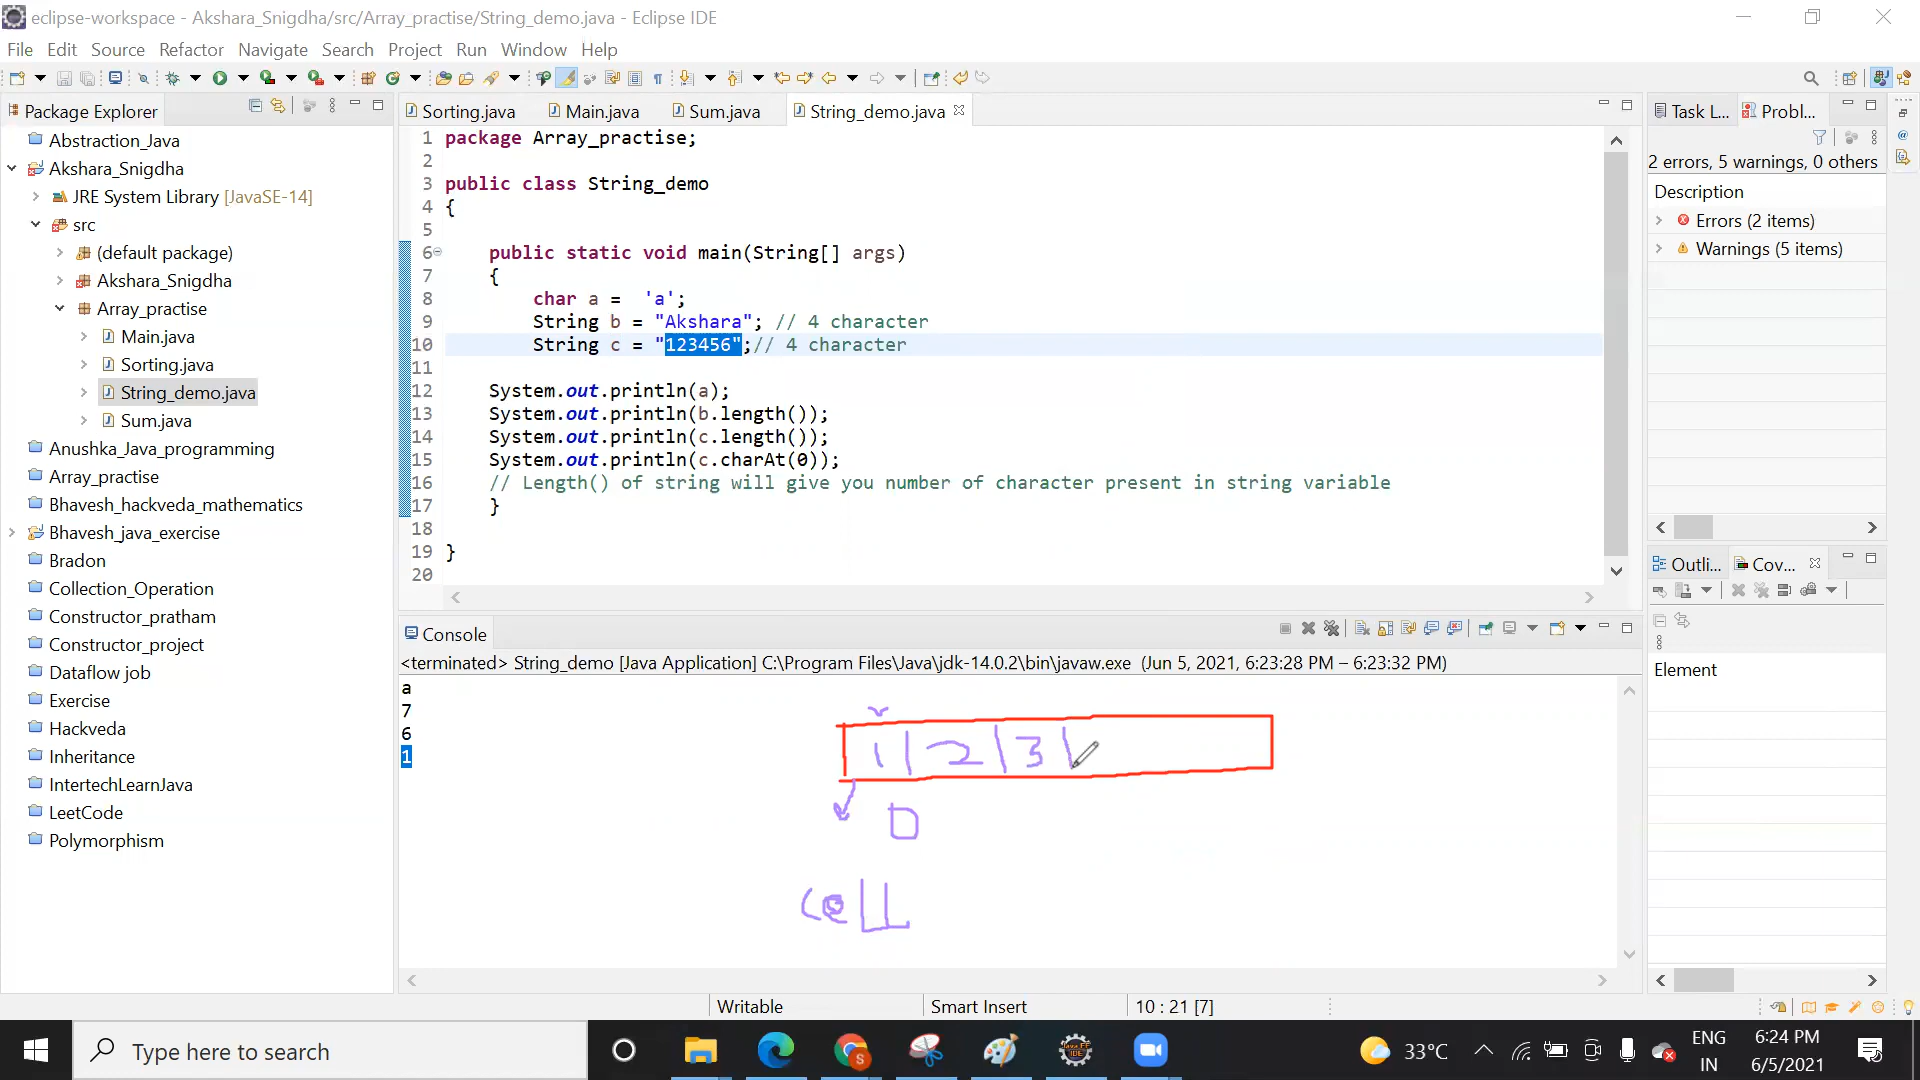 eclipse-workspace - Akshara_Snigdha/src/Array_practise/String_demo.java - Eclipse IDE
File Edit Source Refactor Navigate Search Project Run Window Help
Package Explorer
Abstraction_Java
Akshara_Snigdha
JRE System Library [JavaSE-14]
src
(default package)
Akshara_Snigdha
Array_practise
Main.java
Sorting.java
String_demo.java
Sum.java
Anushka_Java_programming
Array_practise
Bhavesh_hackveda_mathematics
Bhavesh_java_exercise
Bradon
Collection_Operation
Constructor_pratham
Constructor_project
Dataflow job
Exercise
Hackveda
Inheritance
IntertechLearnJava
LeetCode
Polymorphism
Sorting.java Main.java Sum.java String_demo.java
1 package Array_practise;
2
3 public class String_demo
4 {
5
6 public static void main(String[] args)
7 {
8 char a = 'a';
9 String b = "Akshara"; // 4 character
10 String c = "123456";// 4 character
11
12 System.out.println(a);
13 System.out.println(b.length());
14 System.out.println(c.length());
15 System.out.println(c.charAt(0));
16 // Length() of string will give you number of character present in string variable
17 }
18
19 }
20
Console
<terminated> String_demo [Java Application] C:\Program Files\Java\jdk-14.0.2\bin\javaw.exe (Jun 5, 2021, 6:23:28 PM – 6:23:32 PM)
a
7
6
1
1 2 3
0
cell
Task L... Probl...
2 errors, 5 warnings, 0 others
Description
Errors (2 items)
Warnings (5 items)
Outli... Cov...
Element
Writable Smart Insert 10 : 21 [7]
Type here to search
33°C
ENG
IN
6:24 PM
6/5/2021